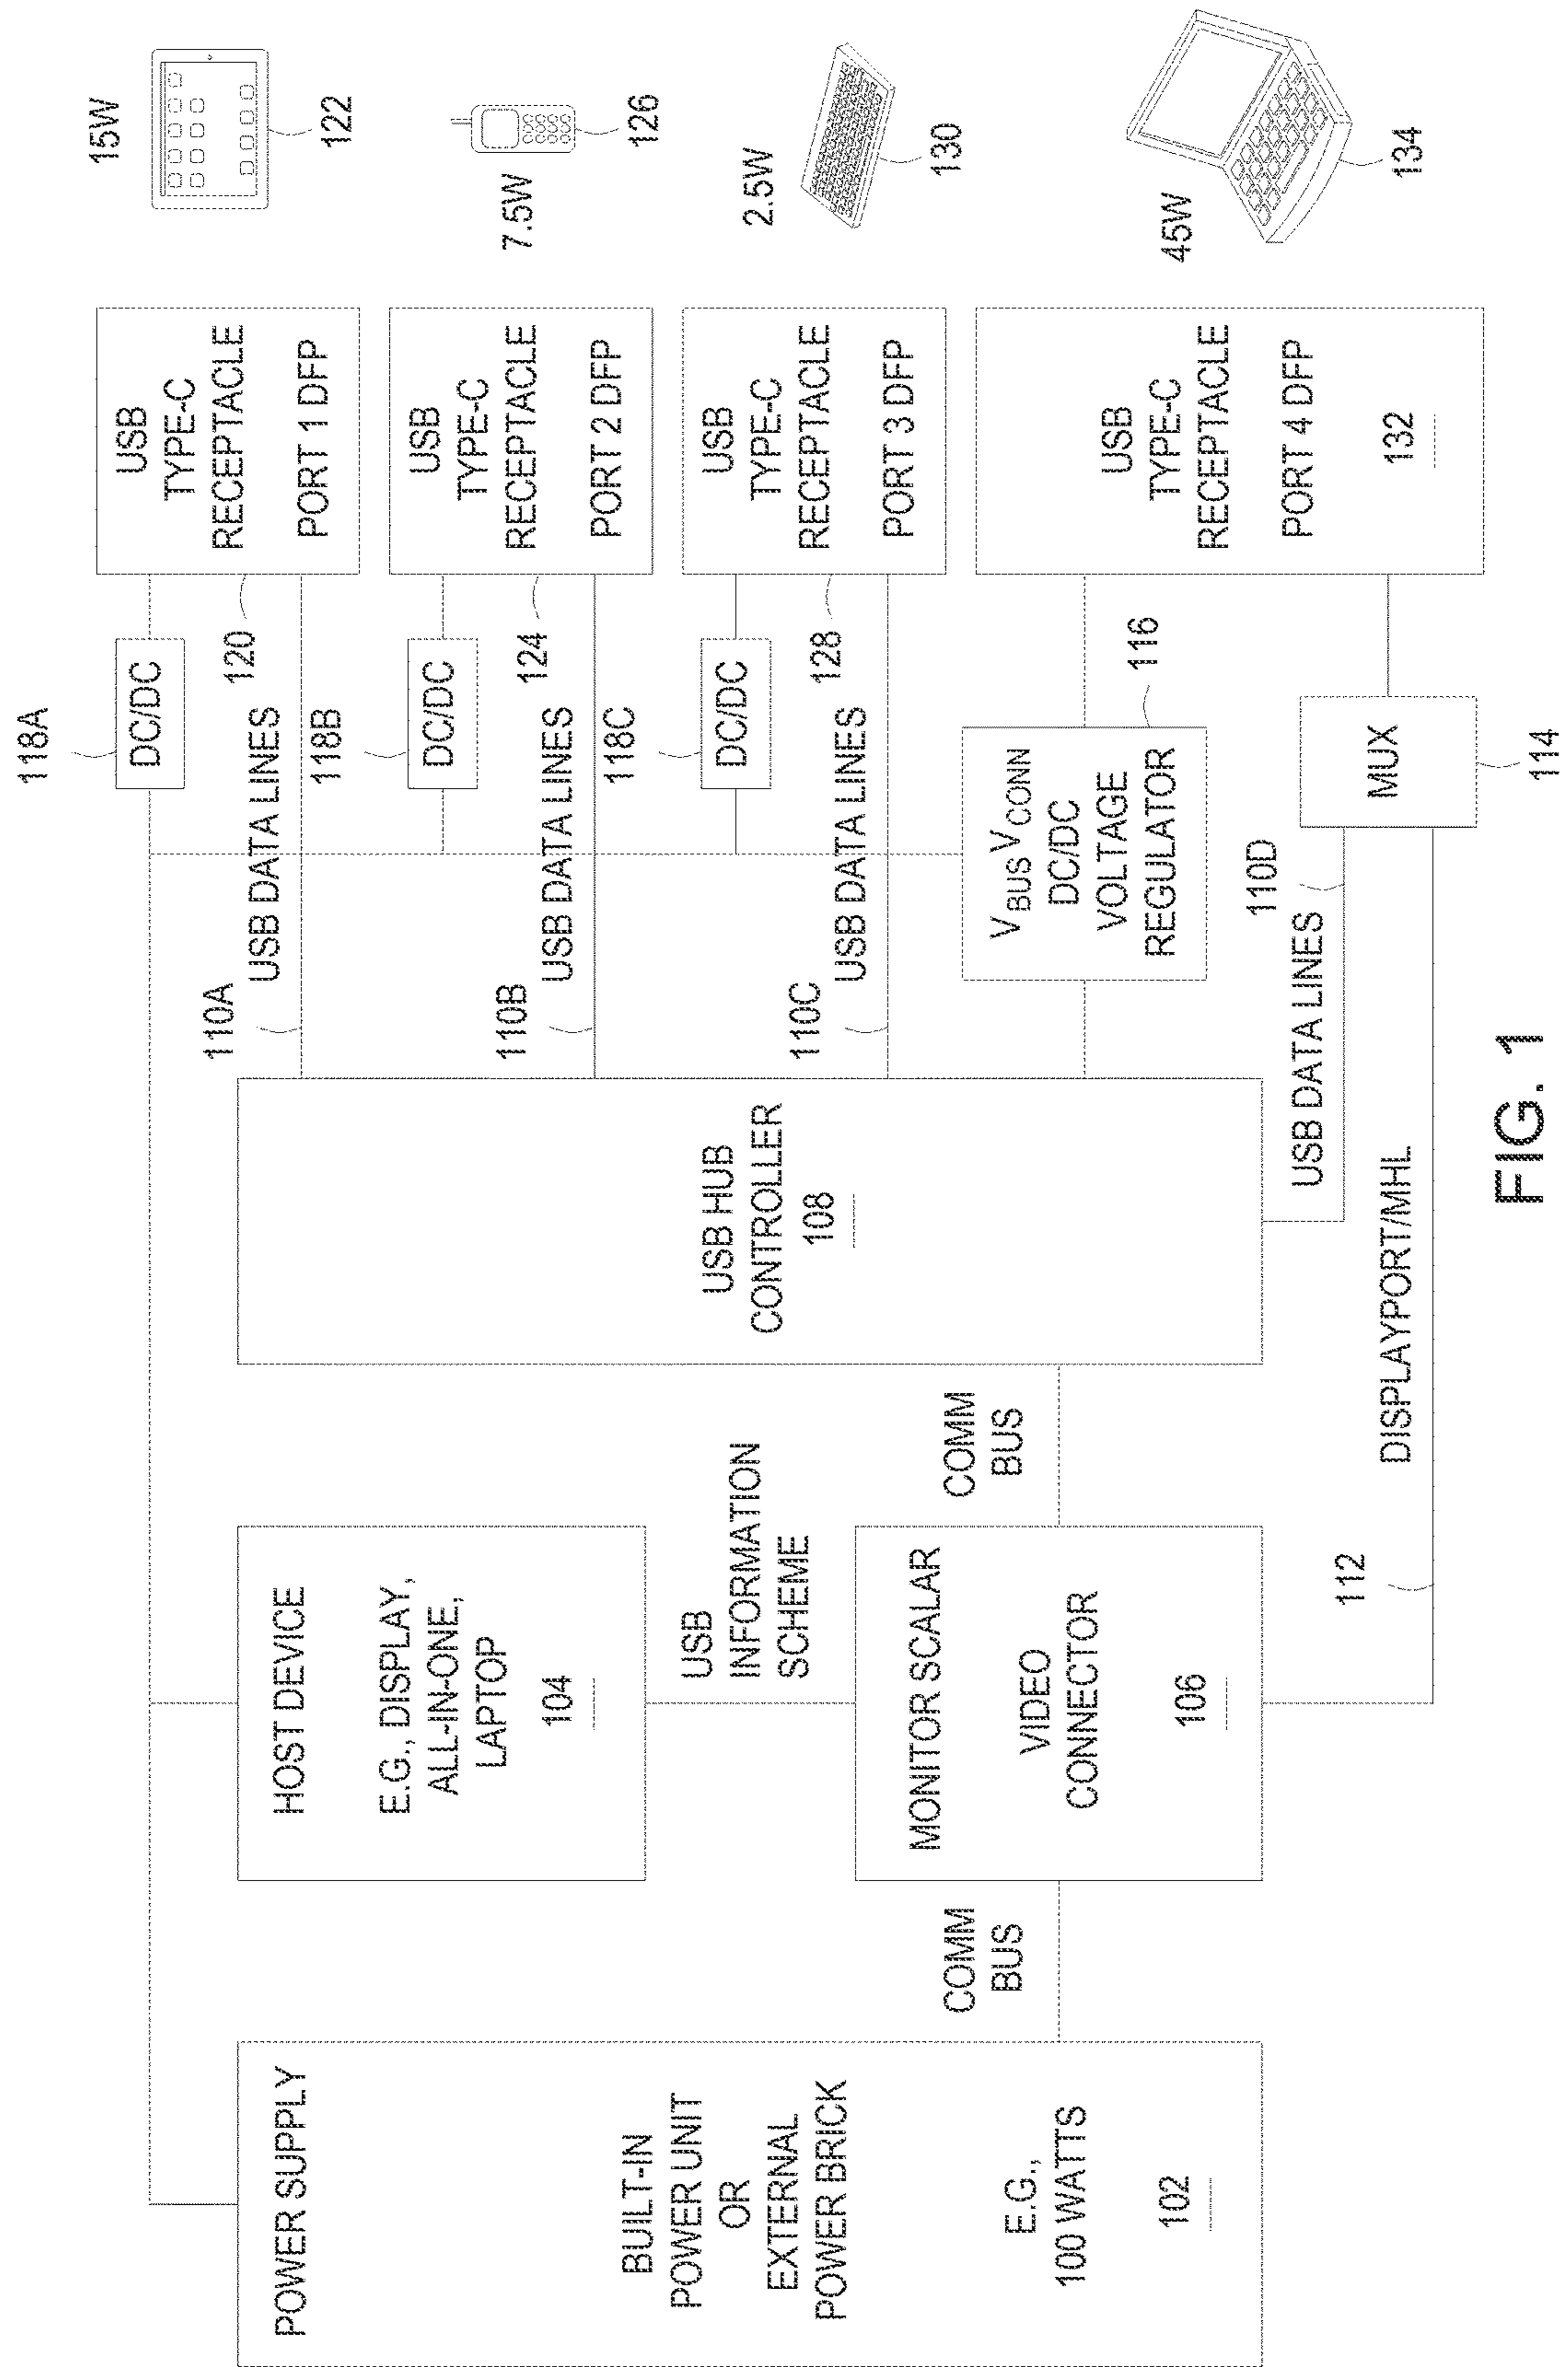 POWER SUPPLY
BUILT-IN
POWER UNIT
OR
EXTERNAL
POWER BRICK
E.G.,
100 WATTS
102
HOST DEVICE
E.G., DISPLAY,
ALL-IN-ONE,
LAPTOP
104
USB
INFORMATION
SCHEME
COMM
BUS
MONITOR SCALAR
VIDEO
CONNECTOR
106
COMM
BUS
USB HUB
CONTROLLER
108
112
DISPLAYPORT/MHL
118A
DC/DC
110A
USB DATA LINES
120
USB
TYPE-C
RECEPTACLE
PORT 1 DFP
15W
122
118B
DC/DC
110B
USB DATA LINES
124
USB
TYPE-C
RECEPTACLE
PORT 2 DFP
7.5W
126
118C
DC/DC
110C
USB DATA LINES
128
USB
TYPE-C
RECEPTACLE
PORT 3 DFP
2.5W
130
VBUS VCONN
DC/DC
VOLTAGE
REGULATOR
116
110D
USB DATA LINES
MUX
114
USB
TYPE-C
RECEPTACLE
PORT 4 DFP
132
45W
134
FIG. 1